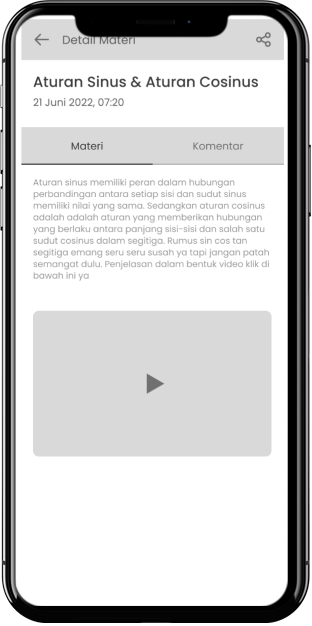 Detail Materi
Aturan Sinus & Aturan Cosinus
21 Juni 2022, 07:20
Materi
Komentar
Aturan sinus memiliki peran dalam hubungan
perbandingan antara setiap sisi dan sudut sinus
memiliki nilai yang sama. Sedangkan aturan cosinus
adalah adalah aturan yang memberikan hubungan
yang berlaku antara panjang sisi-sisi dan salah satu
sudut cosinus dalam segitiga. Rumus sin cos tan
segitiga emang seru seru susah ya tapi jangan patah
semangat dulu. Penjelasan dalam bentuk video klik di
bawah ini ya